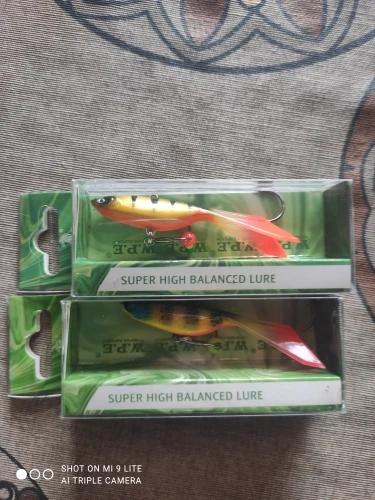 W.P.E W.P.E W.P.E
SUPER HIGH BALANCED LURE
W.P.E
SUPER HIGH BALANCED LURE
SHOT ON MI 9 LITE
AI TRIPLE CAMERA